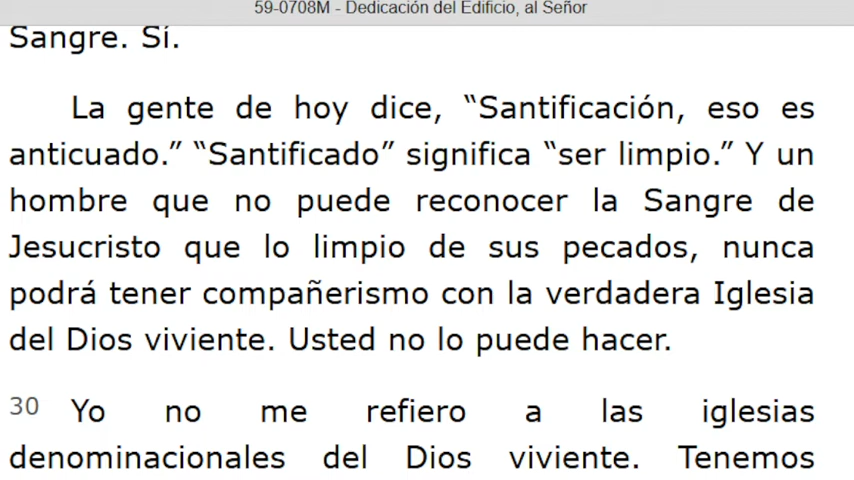 59-0708M - Dedicación del Edificio, al Señor
Sangre. Sí.
La gente de hoy dice, “Santificación, eso es
anticuado.” “Santificado” significa “ser limpio.” Y un
hombre que no puede reconocer la Sangre de
Jesucristo que lo limpio de sus pecados, nunca
podrá tener compañerismo con la verdadera Iglesia
del Dios viviente. Usted no lo puede hacer.
30 Yo no me refiero a las iglesias
denominacionales del Dios viviente. Tenemos